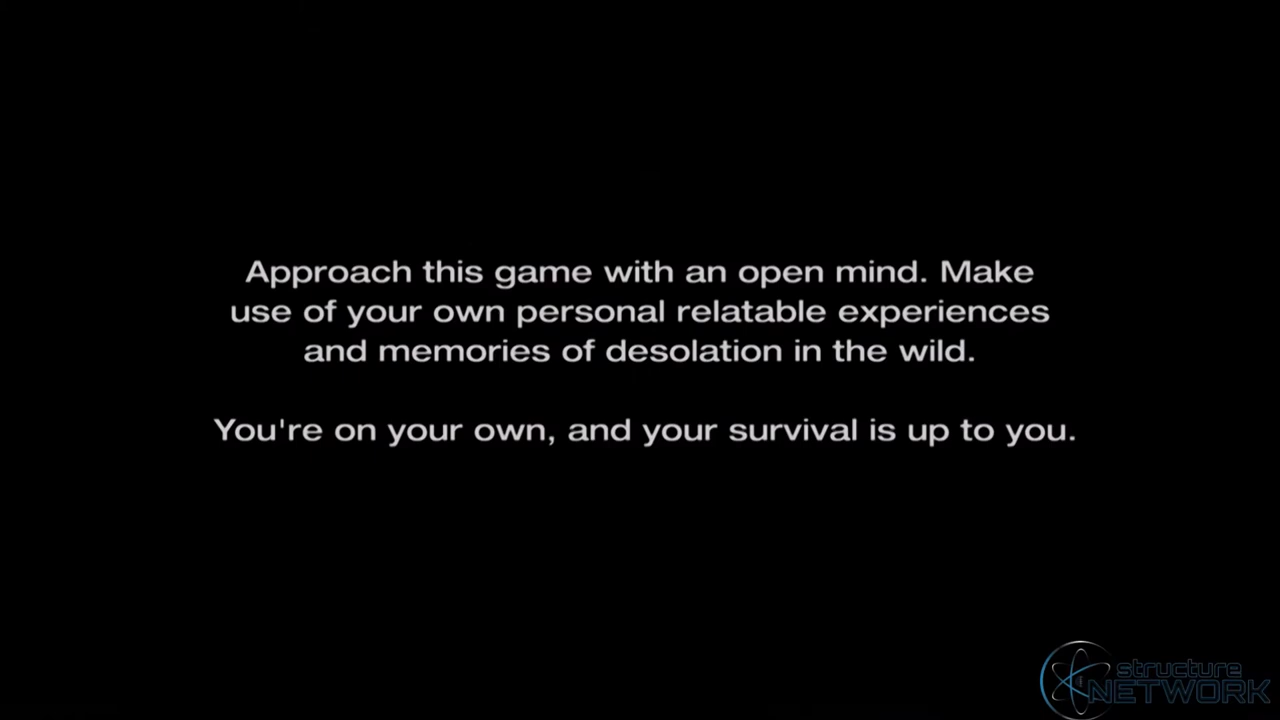 Approach this game with an open mind. Make
use of your own personal relatable experiences
and memories of desolation in the wild.
You're on your own, and your survival is up to you.
structure
NETWORK